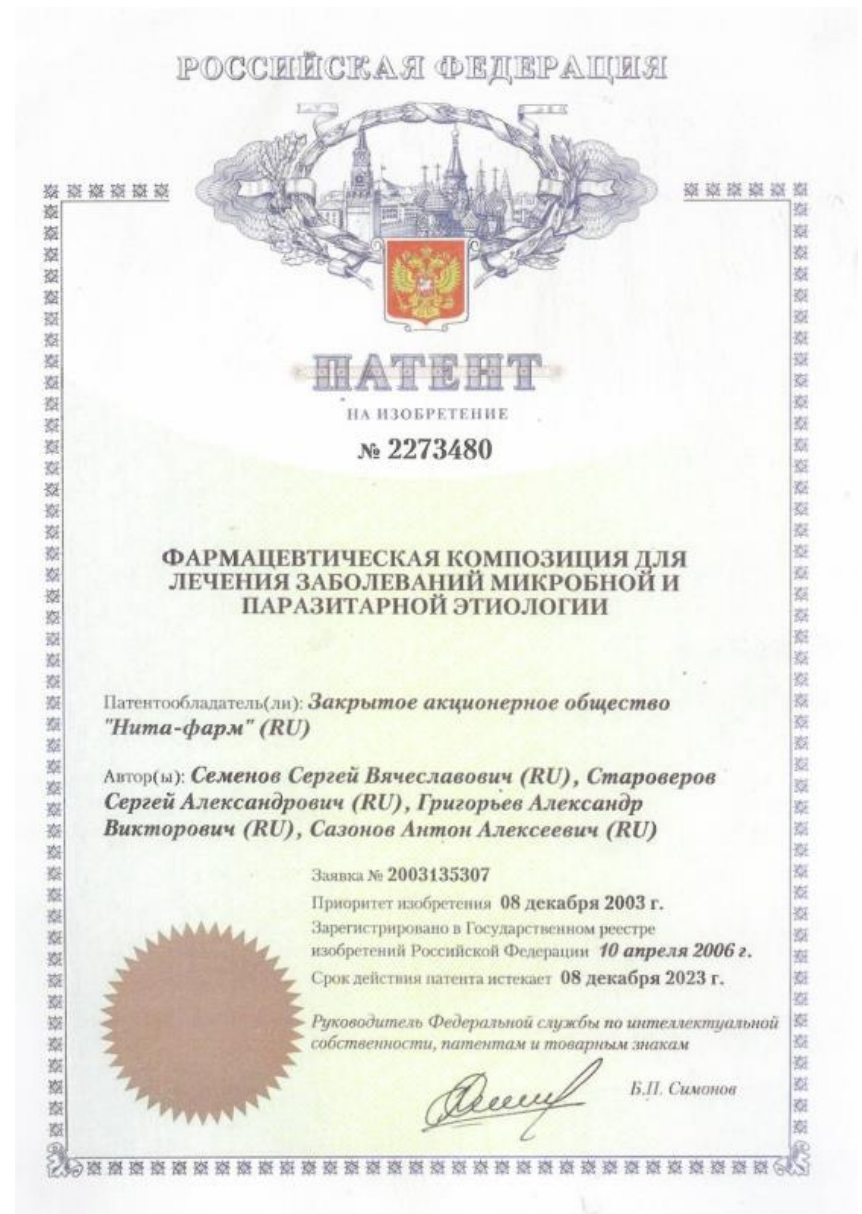 РОССИЙСКАЯ ФЕДЕРАЦИЯ
ПАТЕНТ
НА ИЗОБРЕТЕНИЕ
№ 2273480
ФАРМАЦЕВТИЧЕСКАЯ КОМПОЗИЦИЯ ДЛЯ
ЛЕЧЕНИЯ ЗАБОЛЕВАНИЙ МИКРОБНОЙ И
ПАРАЗИТАРНОЙ ЭТИОЛОГИИ
Патентообладатель(ли): Закрытое акционерное общество
"Нита-фарм" (RU)
Автор(ы): Семенов Сергей Вячеславович (RU), Староверов
Сергей Александрович (RU), Григорьев Александр
Викторович (RU), Сазонов Антон Алексеевич (RU)
Заявка № 2003135307
Приоритет изобретения 08 декабря 2003 г.
Зарегистрировано в Государственном реестре
изобретений Российской Федерации 10 апреля 2006 г.
Срок действия патента истекает 08 декабря 2023 г.
Руководитель Федеральной службы по интеллектуальной
собственности, патентам и товарным знакам
Б.П. Симонов